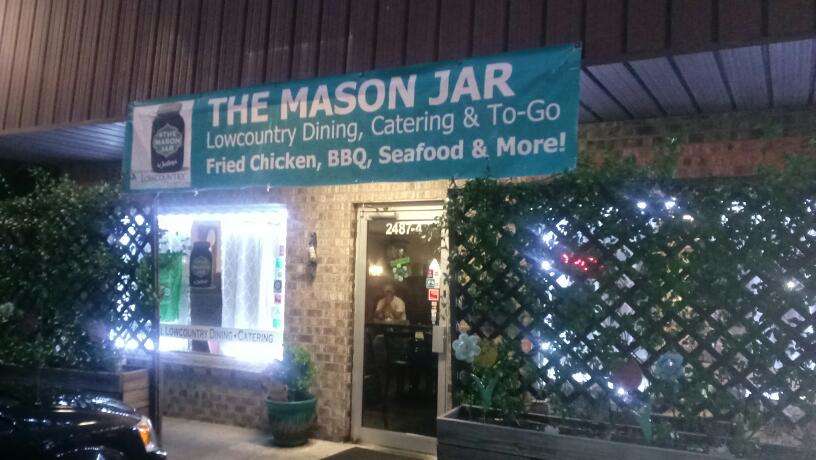 THE MASON JAR
Lowcountry Dining, Catering & To-Go
Fried Chicken, BBQ, Seafood & More!
THE
MASON
JAR
LOWCOUNTRY
2487-4
LOWCOUNTRY DINING • CATERING